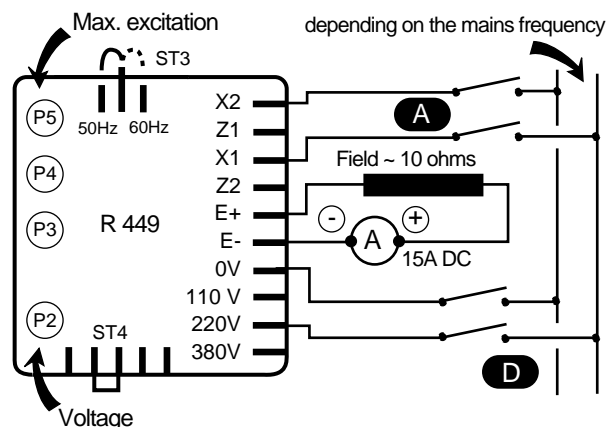 Max. excitation
depending on the mains frequency
ST3
P5
50Hz
60Hz
X2
A
Z1
P4
X1
Field ~ 10 ohms
Z2
P3
R 449
E+
-
+
E-
A
15A DC
0V
110 V
P2
ST4
220V
380V
D
Voltage